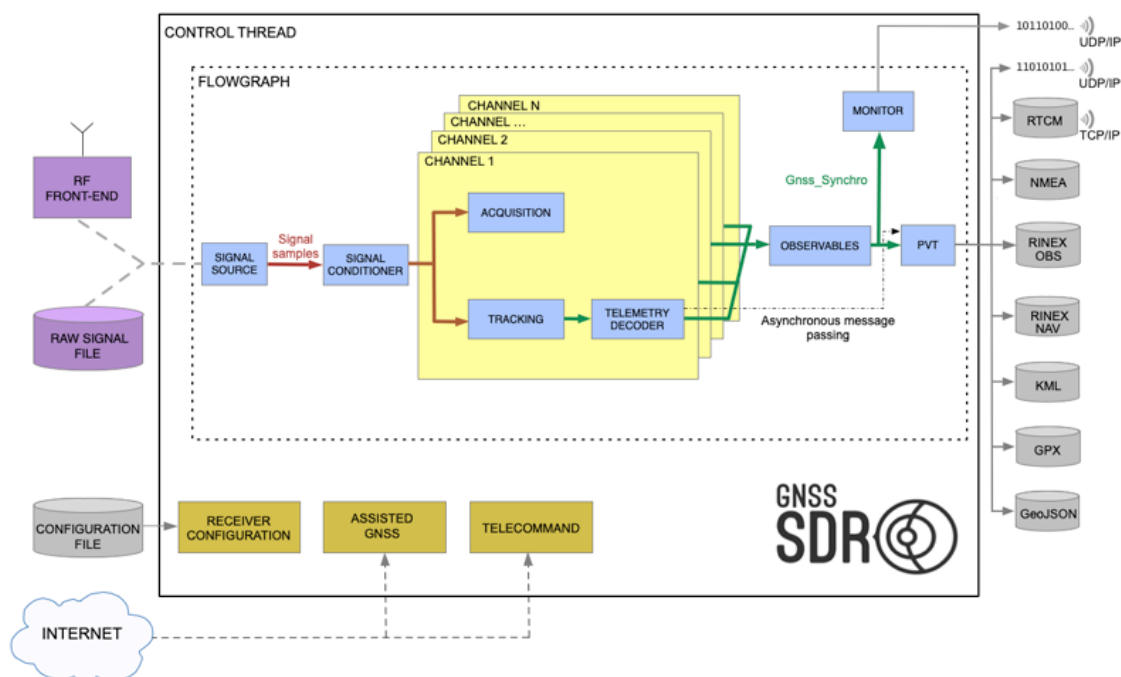 CONTROL THREAD
10110100..
UDP/IP
FLOWGRAPH
11010101..
UDP/IP
CHANNEL N
CHANNEL ...
CHANNEL 2
CHANNEL 1
MONITOR
RTCM
TCP/IP
RF
FRONT-END
Gnss_Synchro
NMEA
ACQUISITION
Signal
samples
SIGNAL
SOURCE
SIGNAL
CONDITIONER
OBSERVABLES
PVT
RINEX
OBS
RAW SIGNAL
FILE
TRACKING
TELEMETRY
DECODER
Asynchronous message
passing
RINEX
NAV
KML
GPX
CONFIGURATION
FILE
RECEIVER
CONFIGURATION
ASSISTED
GNSS
TELECOMMAND
GNSS
SDR
GeoJSON
INTERNET